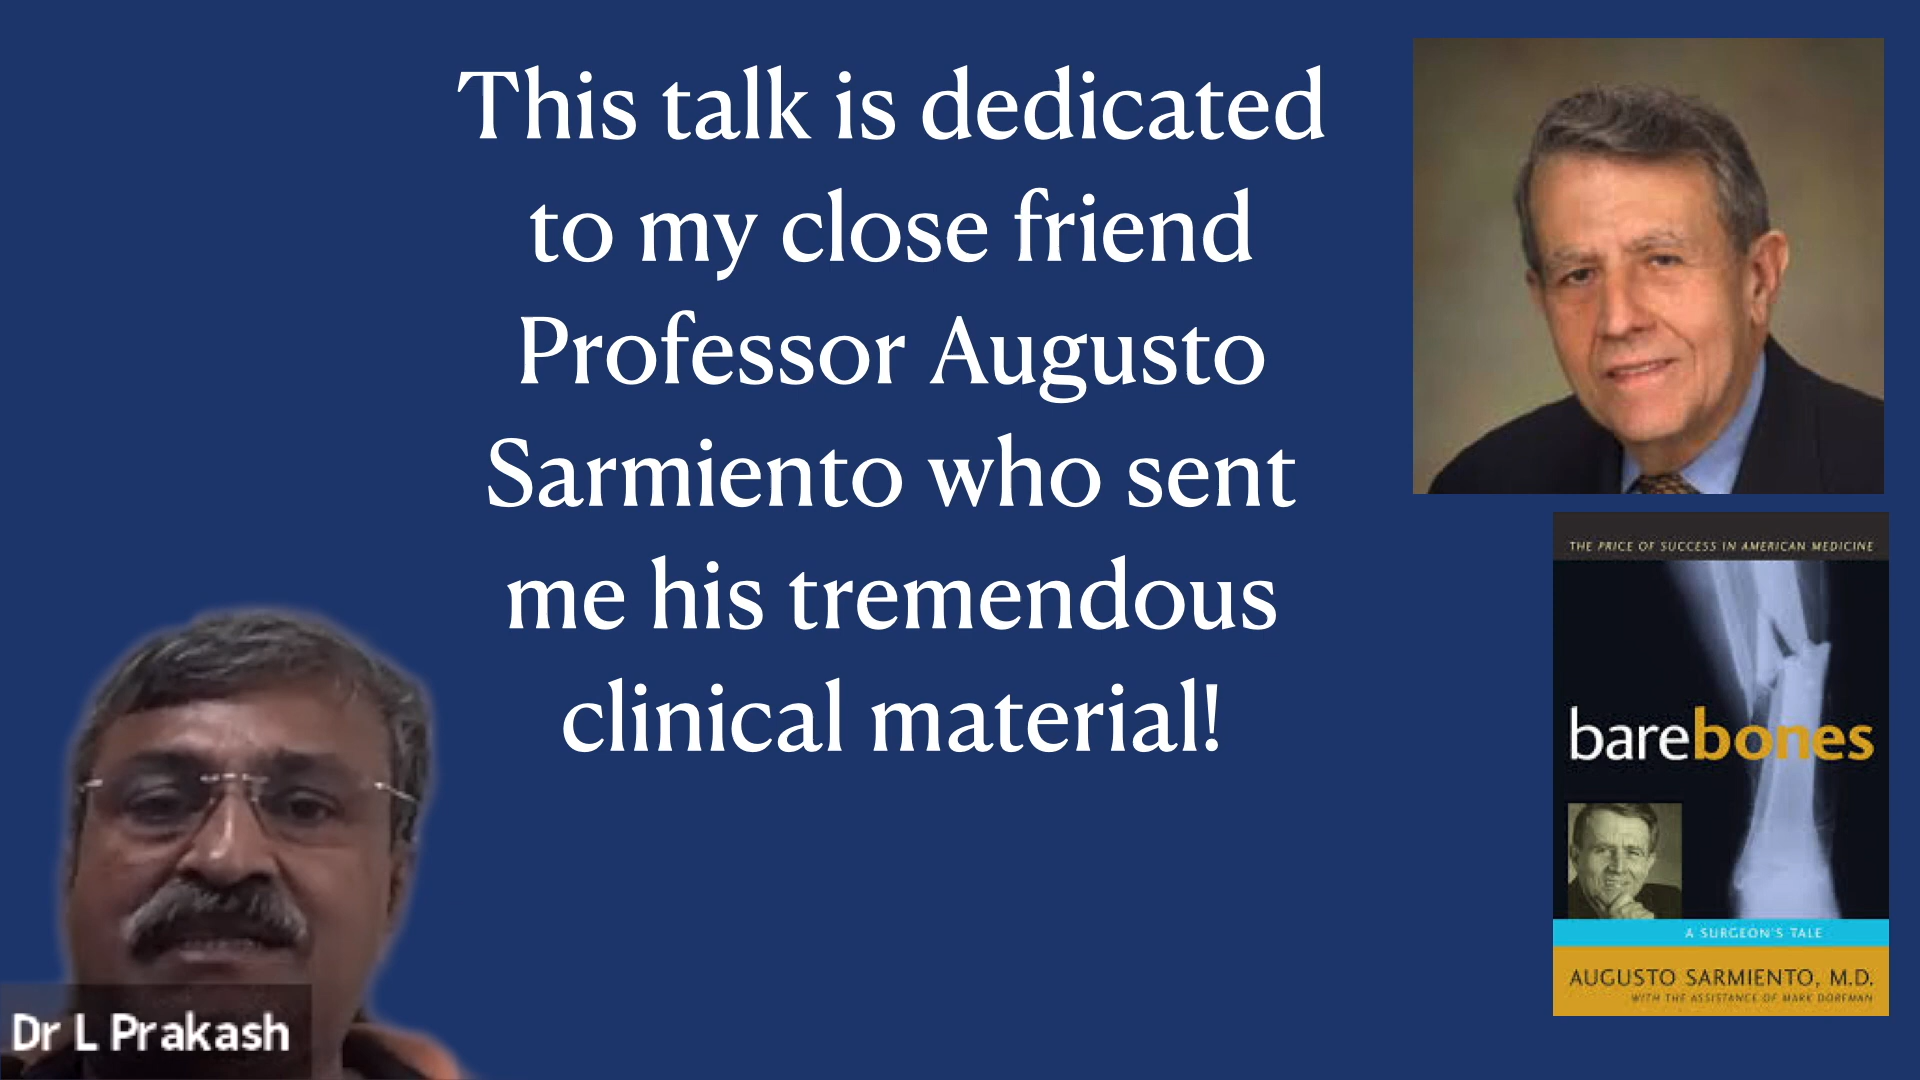 This talk is dedicated
to my close friend
Professor Augusto
Sarmiento who sent
me his tremendous
clinical material!
THE PRICE OF SUCCESS IN AMERICAN MEDICINE
barebones
A SURGEON'S TALE
AUGUSTO SARMIENTO, M.D.
WITH THE ASSISTANCE OF MARK DORFMAN
Dr L Prakash